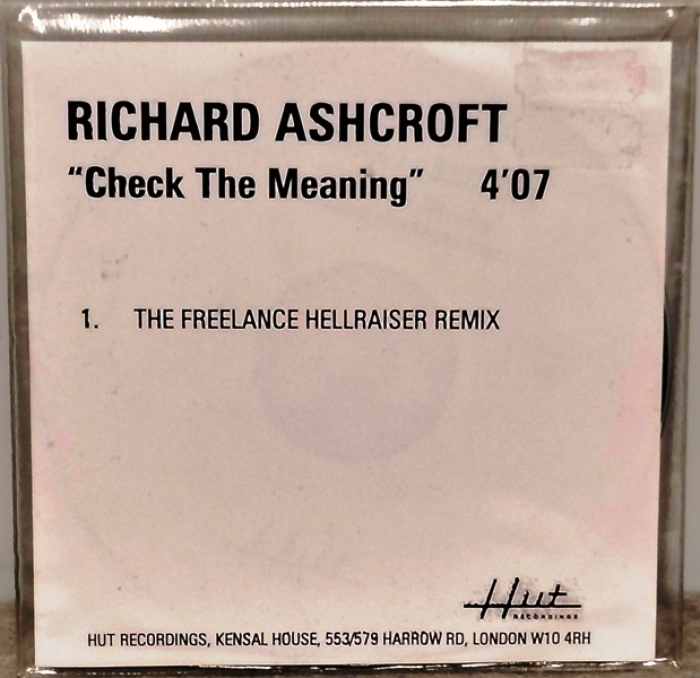 RICHARD ASHCROFT
"Check The Meaning" 4'07
1. THE FREELANCE HELLRAISER REMIX
Hut
RECORDINGS
HUT RECORDINGS, KENSAL HOUSE, 553/579 HARROW RD, LONDON W10 4RH